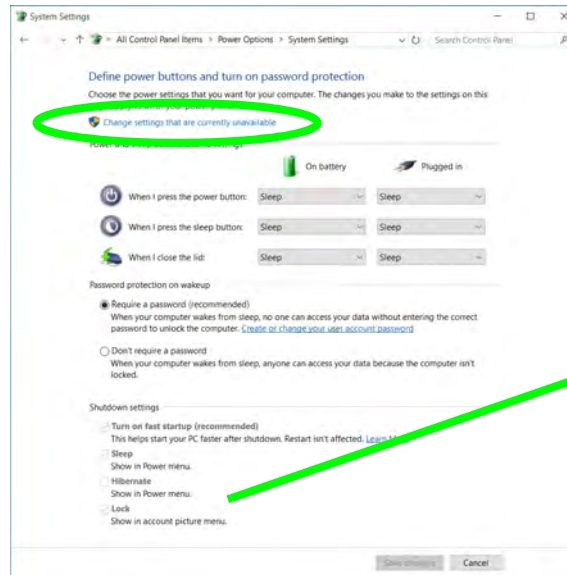 System Settings
All Control Panel Items > Power Options > System Settings
Search Control Panel
Define power buttons and turn on password protection
Choose the power settings that you want for your computer. The changes you make to the settings on this
Change settings that are currently unavailable
On battery
Plugged in
When I press the power button: Sleep Sleep
When I press the sleep button: Sleep Sleep
When I close the lid: Sleep Sleep
Password protection on wakeup
Require a password (recommended)
When your computer wakes from sleep, no one can access your data without entering the correct
password to unlock the computer. Create or change your user account password
Don't require a password
When your computer wakes from sleep, anyone can access your data because the computer isn't
locked.
Shutdown settings
Turn on fast startup (recommended)
This helps start your PC faster after shutdown. Restart isn't affected. Learn
Sleep
Show in Power menu.
Hibernate
Show in Power menu.
Lock
Show in account picture menu.
Save changes Cancel